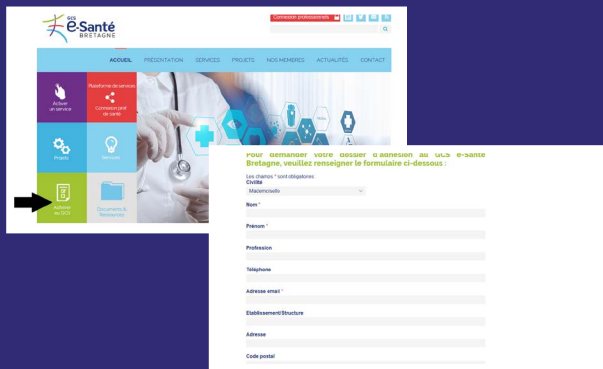 GCS
e-Santé
BRETAGNE
Connexion professionnels
ACCUEIL PRÉSENTATION SERVICES PROJETS NOS MEMBRES ACTUALITÉS CONTACT
Activer
un service
Plateforme de services
Connexion prof
de santé
Projets
Services
Adhérer
au GCS
Documents &
Ressources
Pour demander votre dossier d'adhésion au GCS e-Santé
Bretagne, veuillez renseigner le formulaire ci-dessous :
Les champs * sont obligatoires
Civilité
Mademoiselle
Nom *
Prénom *
Profession
Téléphone
Adresse email *
Etablissement/Structure
Adresse
Code postal